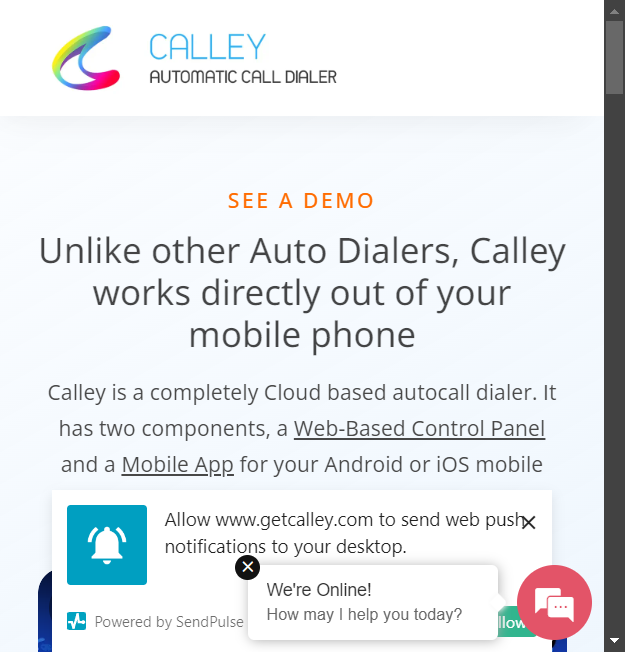 CALLEY
AUTOMATIC CALL DIALER
SEE A DEMO
Unlike other Auto Dialers, Calley
works directly out of your
mobile phone
Calley is a completely Cloud based autocall dialer. It
has two components, a Web-Based Control Panel
and a Mobile App for your Android or iOS mobile
Allow www.getcalley.com to send web push
notifications to your desktop.
We're Online!
How may I help you today?
Powered by SendPulse